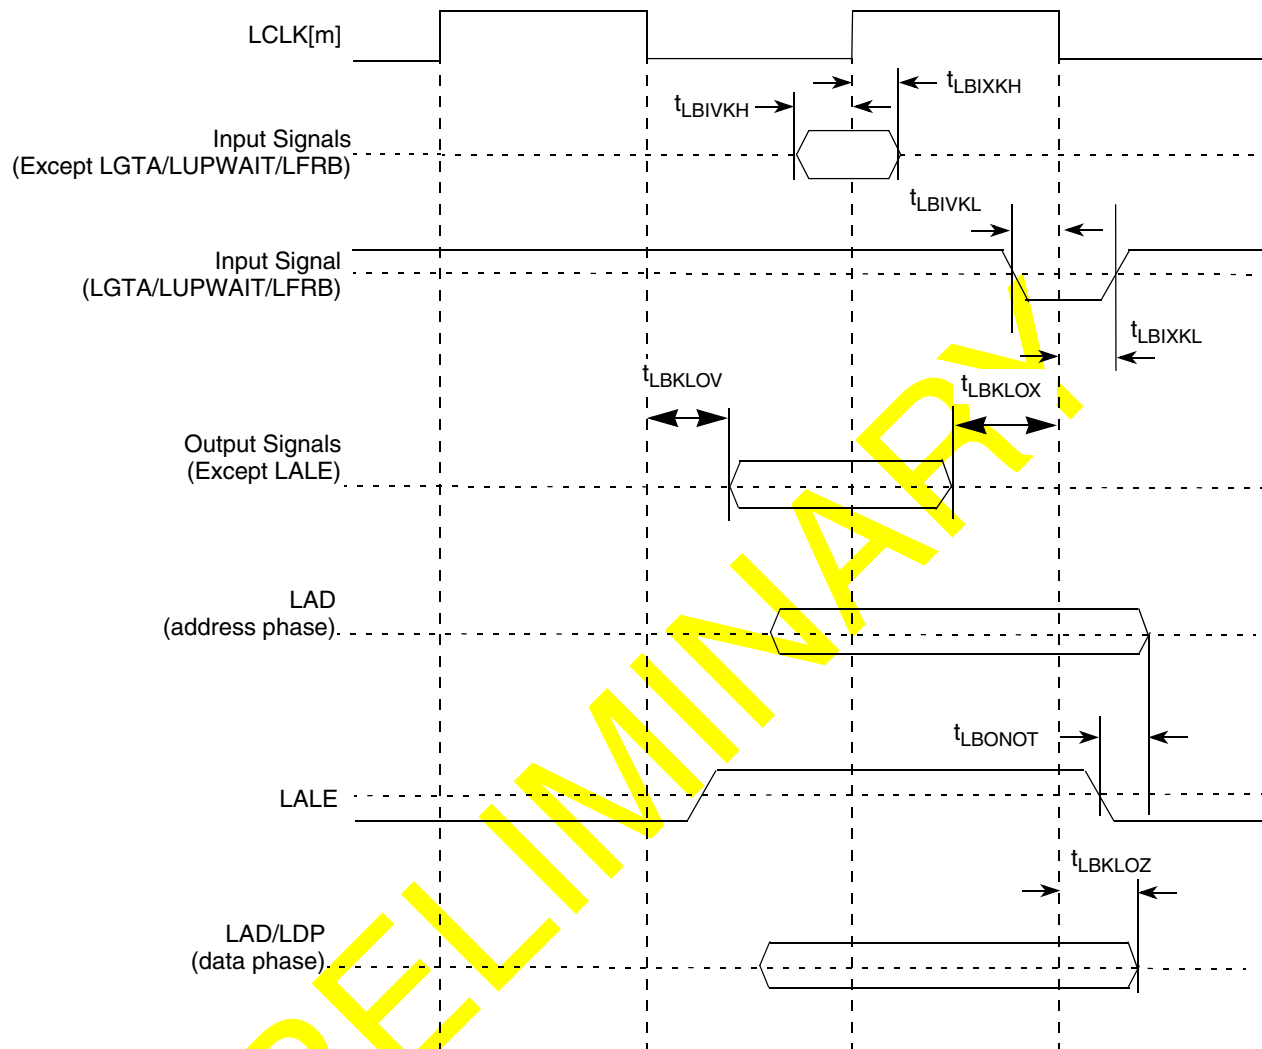 LCLK[m]
tLBIXKH
tLBIVKH
Input Signals
(Except LGTA/LUPWAIT/LFRB)
tLBIVKL
Input Signal
(LGTA/LUPWAIT/LFRB)
tLBIXKL
tLBKLOV
tLBKLOX
Output Signals
(Except LALE)
LAD
(address phase)
tLBONOT
LALE
tLBKLOZ
LAD/LDP
(data phase)
PRELIMINARY